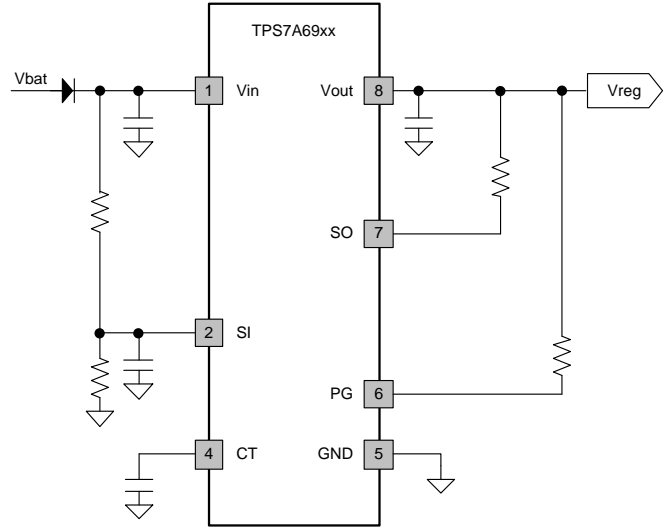 TPS7A69xx
Vbat
1 Vin
Vout 8
Vreg
SO 7
2 SI
PG 6
4 CT
GND 5